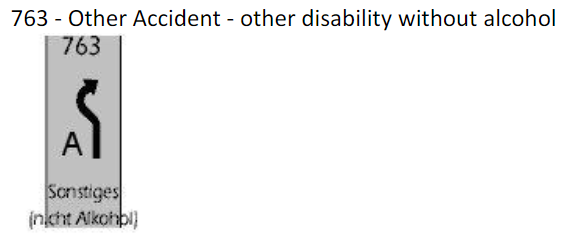 763 - Other Accident - other disability without alcohol
763
A
Sonstiges
(nicht Alkohol)